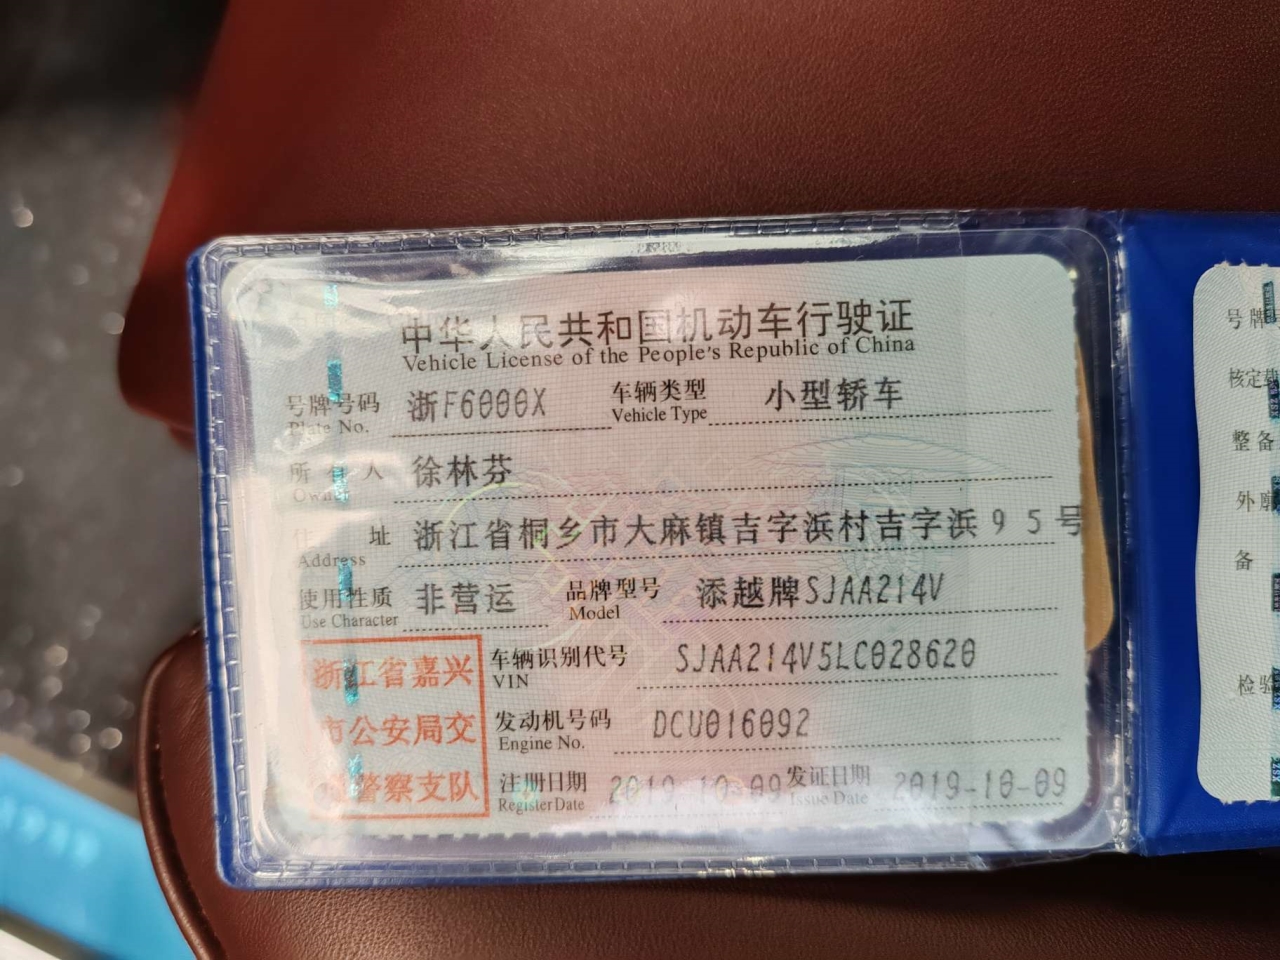 中华人民共和国机动车行驶证
Vehicle License of the People's Republic of China
号牌号码 浙F6000X 车辆类型 小型轿车
Plate No. Vehicle Type
所有人 徐林芬
Owner
住址 浙江省桐乡市大麻镇吉字浜村吉字浜95号
Address
使用性质 非营运 品牌型号 添越牌SJAA214V
Use Character Model
浙江省嘉兴
市公安局交
警察支队
车辆识别代号 SJAA214V5LC028620
VIN
发动机号码 DCU016092
Engine No.
注册日期 2019-10-09 发证日期 2019-10-09
Register Date Issue Date
号牌
核定
整备
外廓
备
检验